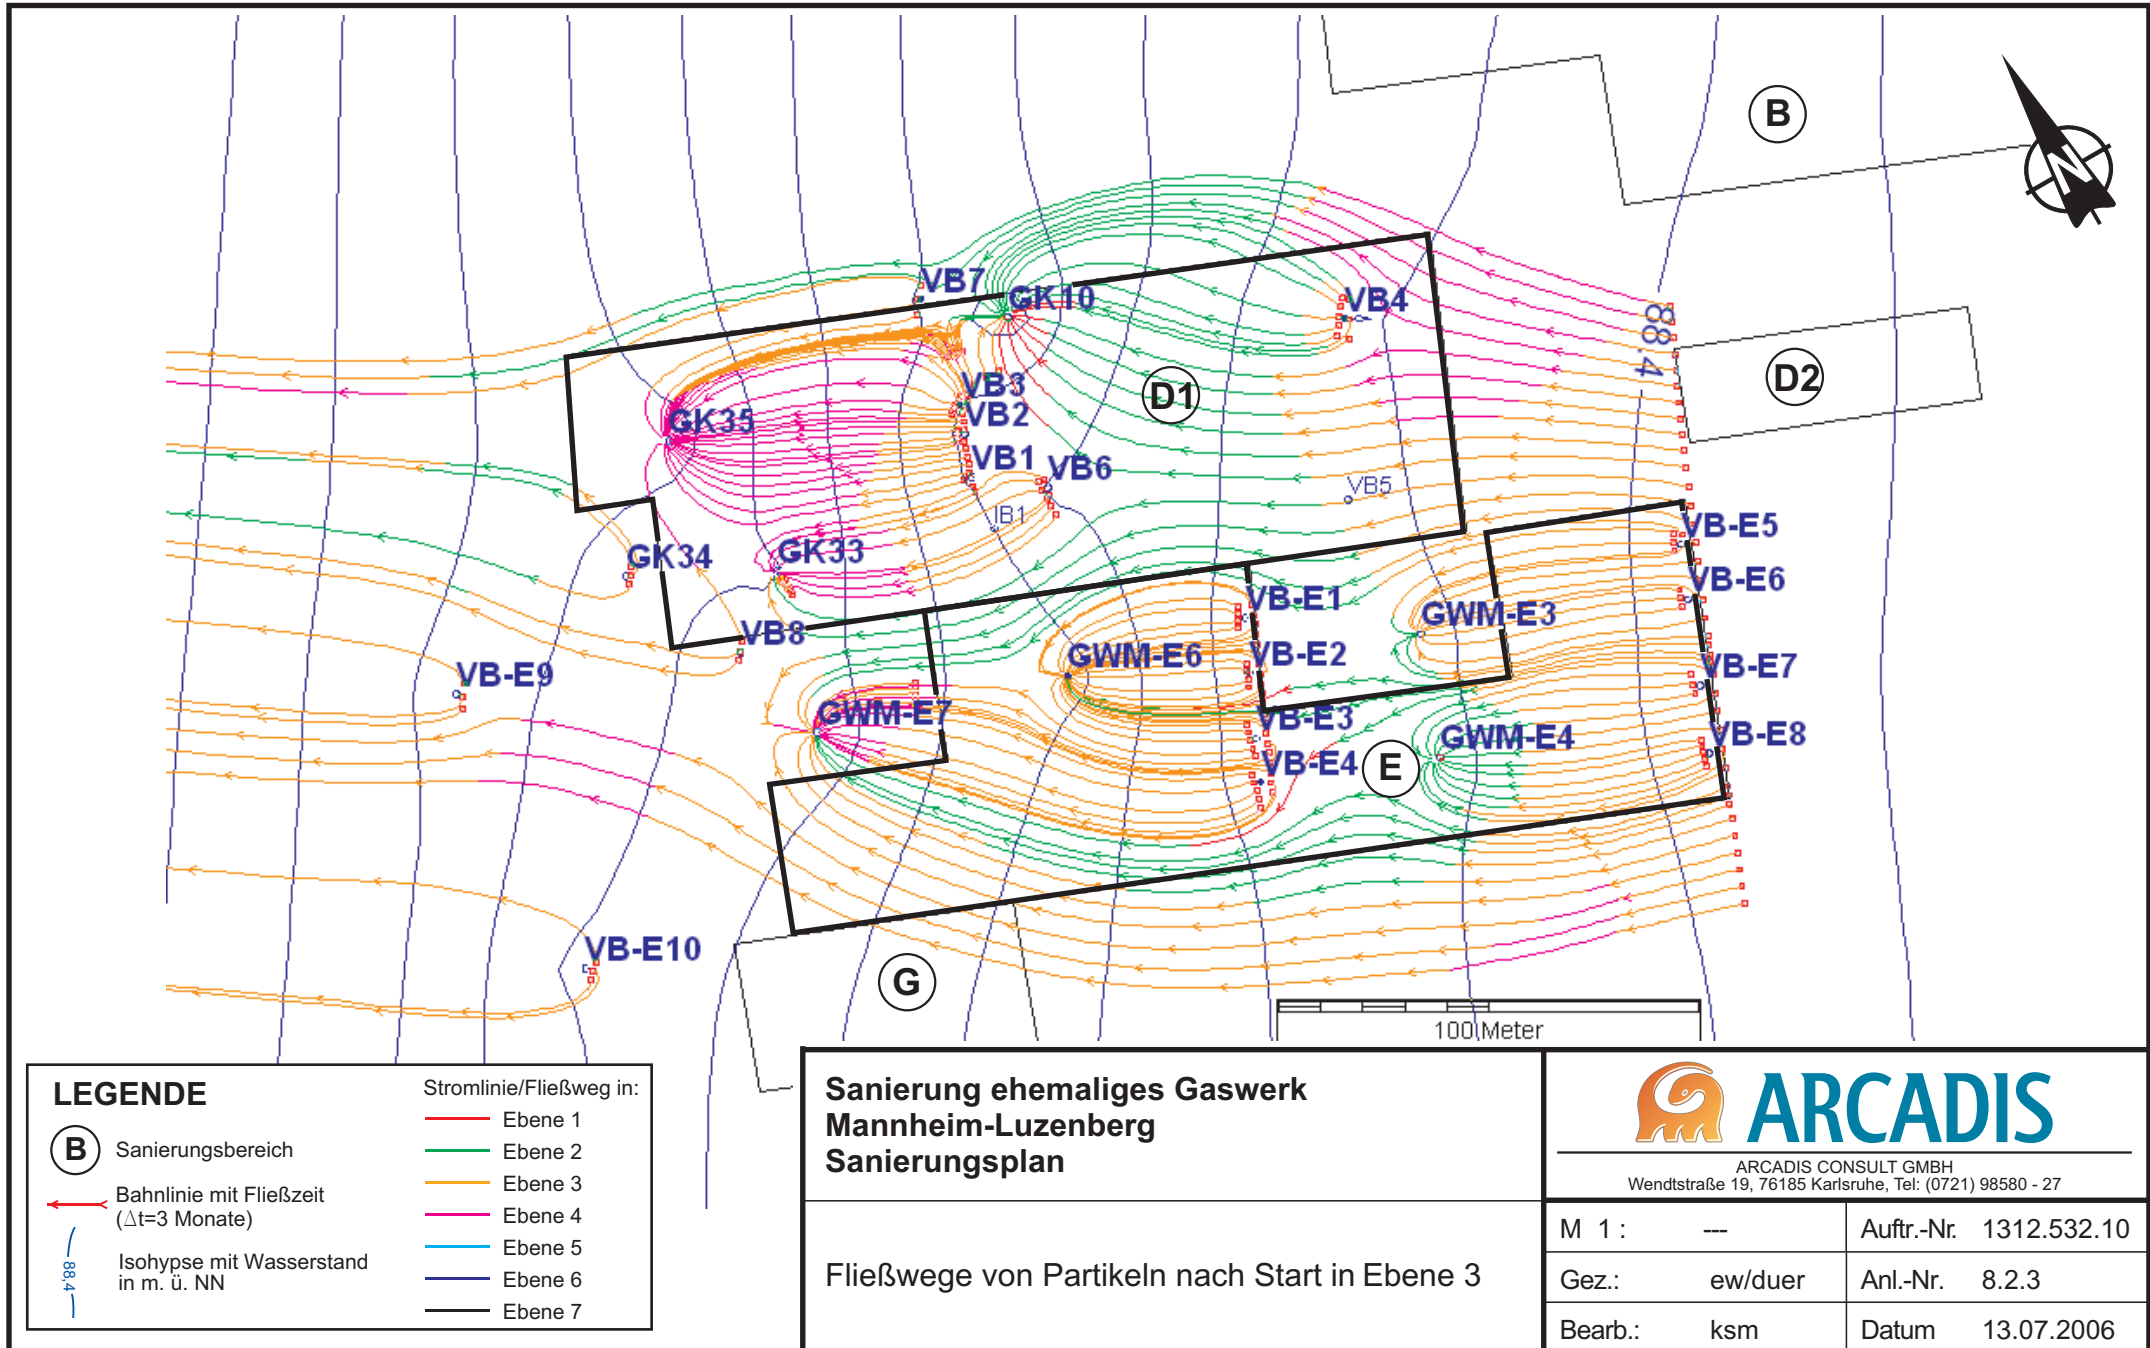 B
88.4
D2
VB7
GK10
VB4
VB3
D1
VB2
GK35
VB1
VB6
VB5
IB1
VB-E5
GK34
GK33
VB-E6
VB-E1
GWM-E3
VB8
VB-E2
GWM-E6
VB-E7
VB-E9
GWM-E7
VB-E3
GWM-E4
VB-E8
VB-E4
E
VB-E10
G
100 Meter
LEGENDE
B Sanierungsbereich
Bahnlinie mit Fließzeit
(Δt=3 Monate)
88,4
Isohypse mit Wasserstand
in m. ü. NN
Stromlinie/Fließweg in:
Ebene 1
Ebene 2
Ebene 3
Ebene 4
Ebene 5
Ebene 6
Ebene 7
Sanierung ehemaliges Gaswerk
Mannheim-Luzenberg
Sanierungsplan
Fließwege von Partikeln nach Start in Ebene 3
ARCADIS
ARCADIS CONSULT GMBH
Wendtstraße 19, 76185 Karlsruhe, Tel: (0721) 98580 - 27
M 1 : --- Auftr.-Nr. 1312.532.10
Gez.: ew/duer Anl.-Nr. 8.2.3
Bearb.: ksm Datum 13.07.2006